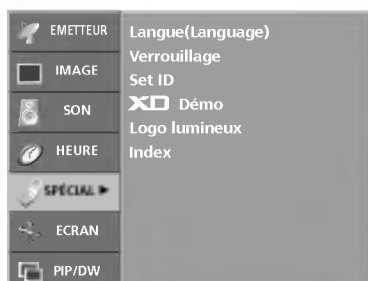 EMETTEUR
IMAGE
SON
HEURE
SPÉCIAL ►
ECRAN
PIP/DW
Langue(Language)
Verrouillage
Set ID
XD Démo
Logo lumineux
Index